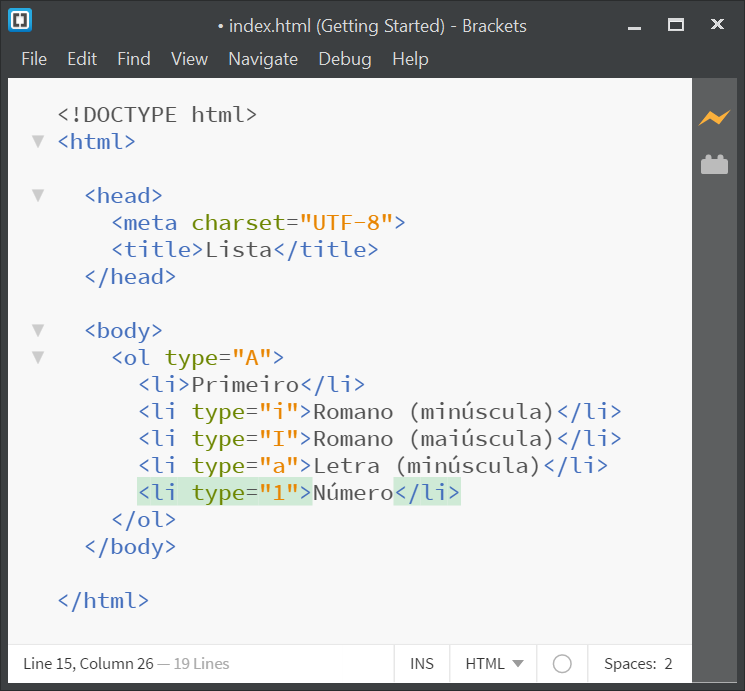 • index.html (Getting Started) - Brackets
File Edit Find View Navigate Debug Help
<!DOCTYPE html>
<html>
<head>
<meta charset="UTF-8">
<title>Lista</title>
</head>
<body>
<ol type="A">
<li>Primeiro</li>
<li type="i">Romano (minúscula)</li>
<li type="I">Romano (maiúscula)</li>
<li type="a">Letra (minúscula)</li>
<li type="1">Número</li>
</ol>
</body>
</html>
Line 15, Column 26 — 19 Lines INS HTML Spaces: 2